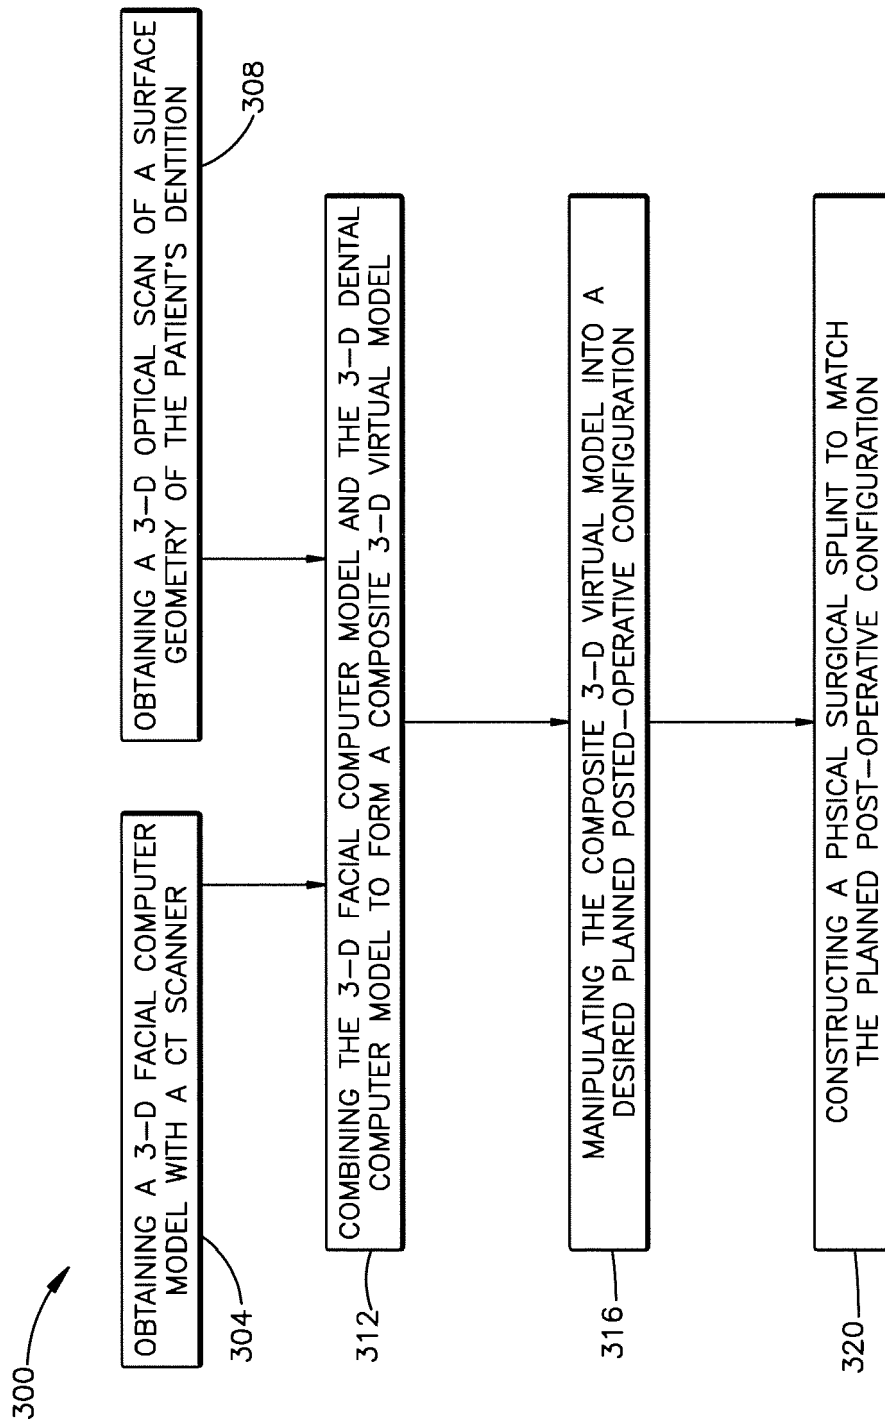 300
OBTAINING A 3-D FACIAL COMPUTER
MODEL WITH A CT SCANNER
304
OBTAINING A 3-D OPTICAL SCAN OF A SURFACE
GEOMETRY OF THE PATIENT'S DENTITION
308
COMBINING THE 3-D FACIAL COMPUTER MODEL AND THE 3-D DENTAL
COMPUTER MODEL TO FORM A COMPOSITE 3-D VIRTUAL MODEL
312
MANIPULATING THE COMPOSITE 3-D VIRTUAL MODEL INTO A
DESIRED PLANNED POSTED-OPERATIVE CONFIGURATION
316
CONSTRUCTING A PHSICAL SURGICAL SPLINT TO MATCH
THE PLANNED POST-OPERATIVE CONFIGURATION
320